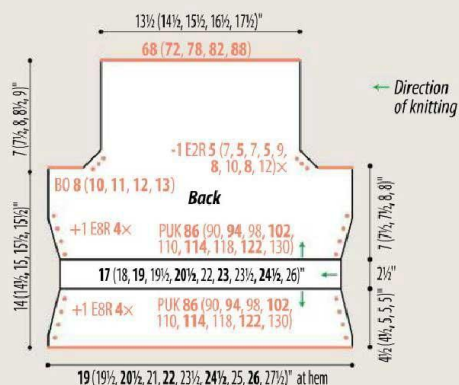 13½ (14½, 15½, 16½, 17½)"
68 (72, 78, 82, 88)
← Direction
of knitting
7 (7½, 8, 8½, 9)"
-1 E2R 5 (7, 5, 7, 5, 9,
8, 10, 8, 12)×
BO 8 (10, 11, 12, 13)
Back
+1 E8R 4×
PUK 86 (90, 94, 98, 102,
110, 114, 118, 122, 130)
7 (7½, 7½, 8, 8)"
14 (14½, 15, 15½, 15½)"
17 (18, 19, 19½, 20½, 22, 23, 23½, 24½, 26)"
2½"
+1 E8R 4×
PUK 86 (90, 94, 98, 102,
110, 114, 118, 122, 130)
4½ (4½, 5, 5, 5)"
19 (19½, 20½, 21, 22, 23½, 24½, 25, 26, 27½)" at hem